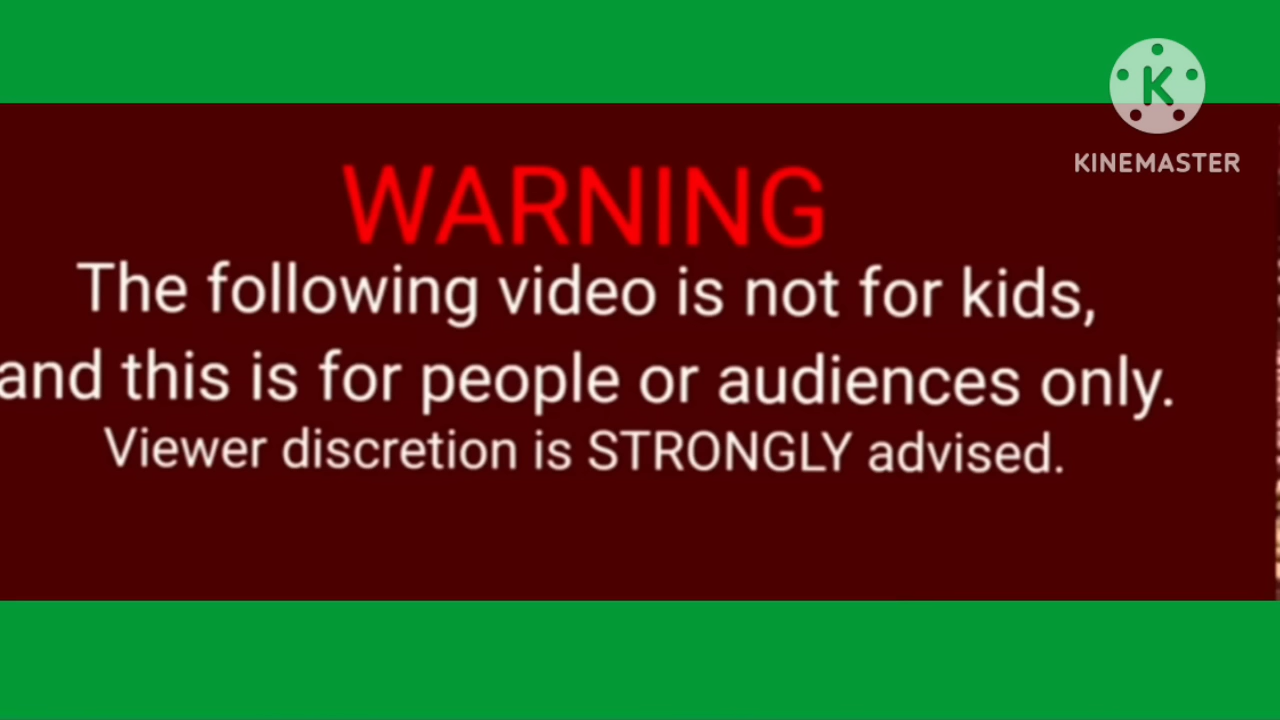 K
KINEMASTER
WARNING
The following video is not for kids,
and this is for people or audiences only.
Viewer discretion is STRONGLY advised.